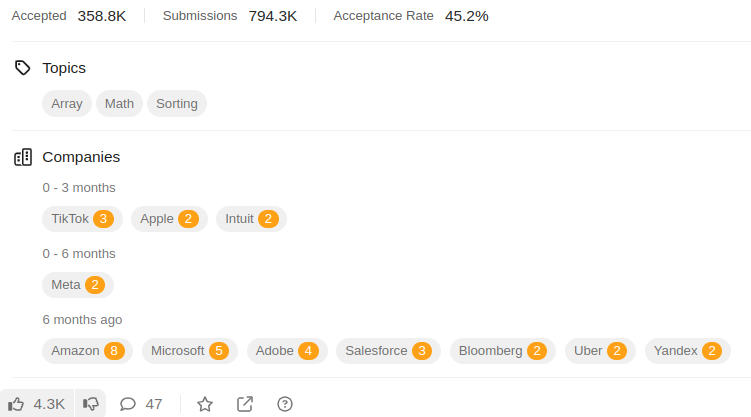 Accepted 358.8K Submissions 794.3K Acceptance Rate 45.2%
Topics
Array Math Sorting
Companies
0 - 3 months
TikTok 3 Apple 2 Intuit 2
0 - 6 months
Meta 2
6 months ago
Amazon 8 Microsoft 5 Adobe 4 Salesforce 3 Bloomberg 2 Uber 2 Yandex 2
4.3K 47 ?